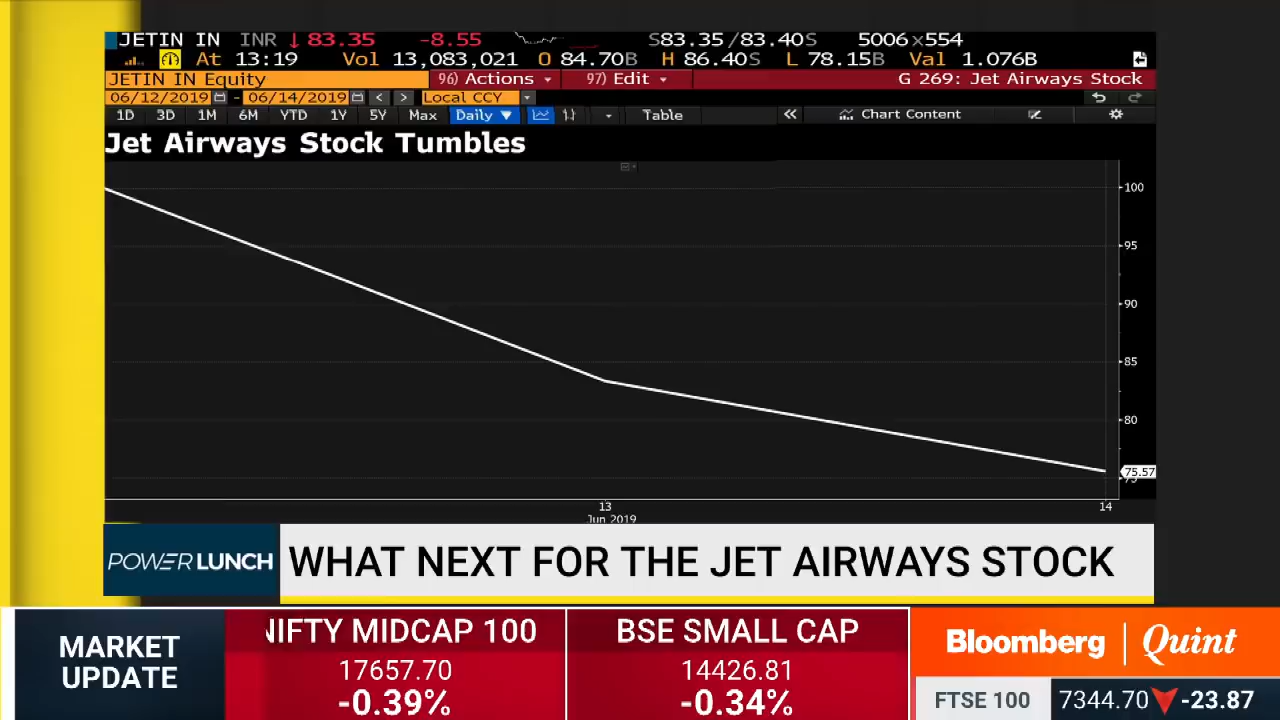 JETIN IN INR ↓ 83.35 -8.55 S83.35/83.40S 5006x554
At 13:19 Vol 13,083,021 O 84.70B H 86.40S L 78.15B Val 1.076B
JETIN IN Equity 96) Actions 97) Edit G 269: Jet Airways Stock
06/12/2019 - 06/14/2019 < > Local CCY
1D 3D 1M 6M YTD 1Y 5Y Max Daily ▼ Table « Chart Content
Jet Airways Stock Tumbles
100
95
90
85
80
75.57
75
13 14
Jun 2019
POWER LUNCH WHAT NEXT FOR THE JET AIRWAYS STOCK
MARKET UPDATE
NIFTY MIDCAP 100
17657.70
-0.39%
BSE SMALL CAP
14426.81
-0.34%
Bloomberg | Quint
FTSE 100 7344.70 ▼ -23.87